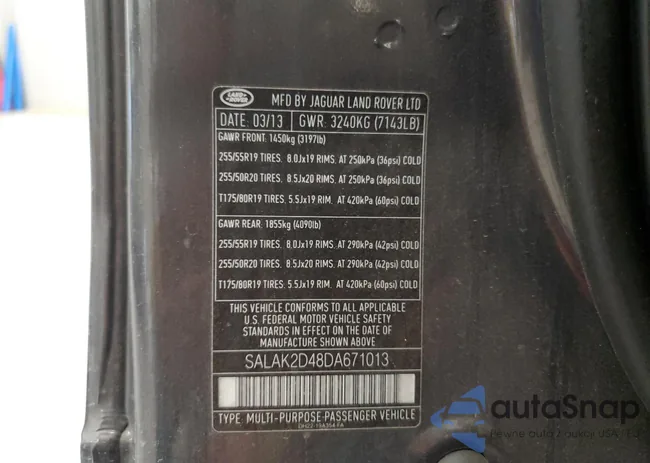 LAND
ROVER
MFD BY JAGUAR LAND ROVER LTD
DATE: 03/13 GWR: 3240KG (7143LB)
GAWR FRONT: 1450kg (3197lb)
255/55R19 TIRES. 8.0Jx19 RIMS. AT 250kPa (36psi) COLD
255/50R20 TIRES. 8.5Jx20 RIMS. AT 250kPa (36psi) COLD
T175/80R19 TIRES. 5.5Jx19 RIM. AT 420kPa (60psi) COLD
GAWR REAR: 1855kg (4090lb)
255/55R19 TIRES. 8.0Jx19 RIMS. AT 290kPa (42psi) COLD
255/50R20 TIRES. 8.5Jx20 RIMS. AT 290kPa (42psi) COLD
T175/80R19 TIRES. 5.5Jx19 RIM. AT 420kPa (60psi) COLD
THIS VEHICLE CONFORMS TO ALL APPLICABLE
U.S. FEDERAL MOTOR VEHICLE SAFETY
STANDARDS IN EFFECT ON THE DATE OF
MANUFACTURE SHOWN ABOVE
SALAK2D48DA671013
TYPE: MULTI-PURPOSE PASSENGER VEHICLE
autoSnap
Pewne auto z aukcji USA i EU